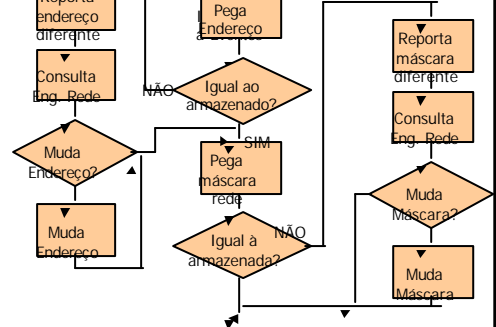 Reporta
endereço
diferente
Consulta
Eng. Rede
Muda
Endereço?
Muda
Endereço
Pega
Endereço
NÃO
Igual ao
armazenado?
SIM
Pega
máscara
rede
NÃO
Igual à
armazenada?
Reporta
máscara
diferente
Consulta
Eng. Rede
Muda
Máscara?
Muda
Máscara